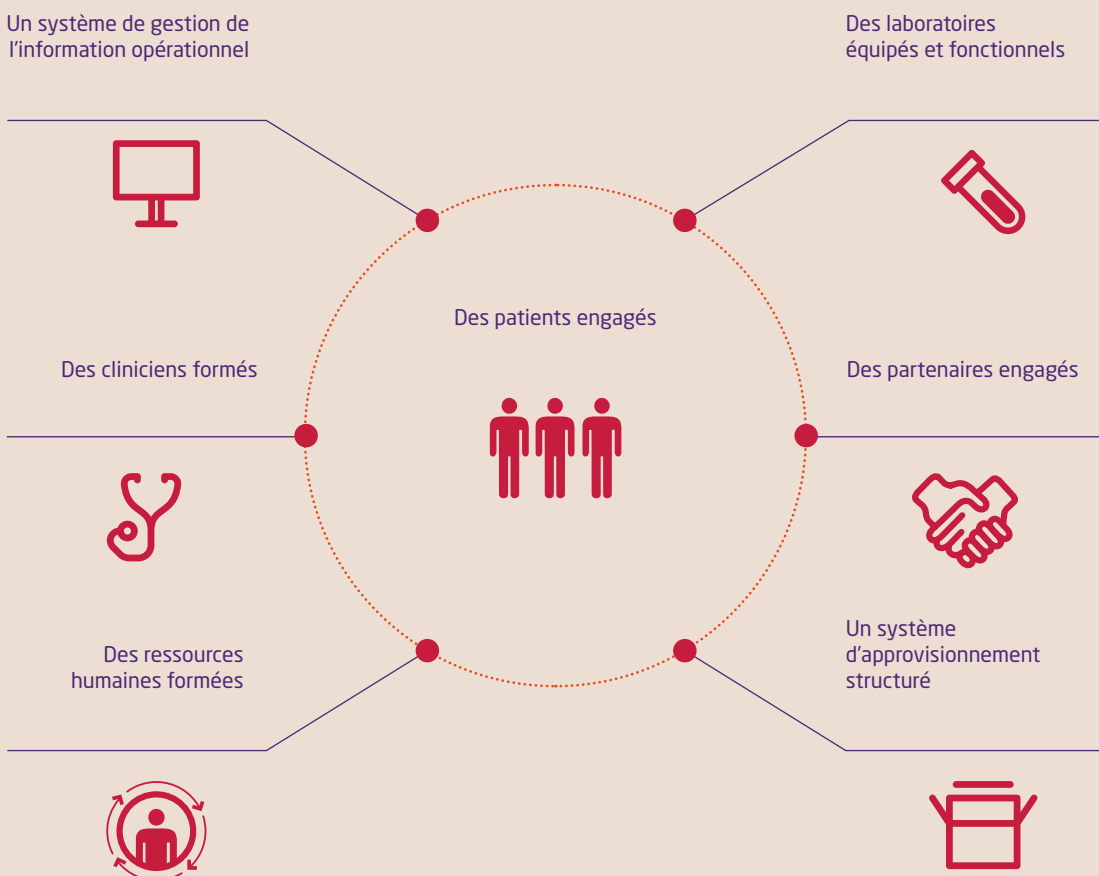 Un système de gestion de
l'information opérationnel
Des laboratoires
équipés et fonctionnels
Des patients engagés
Des cliniciens formés
Des partenaires engagés
Des ressources
humaines formées
Un système
d'approvisionnement
structuré